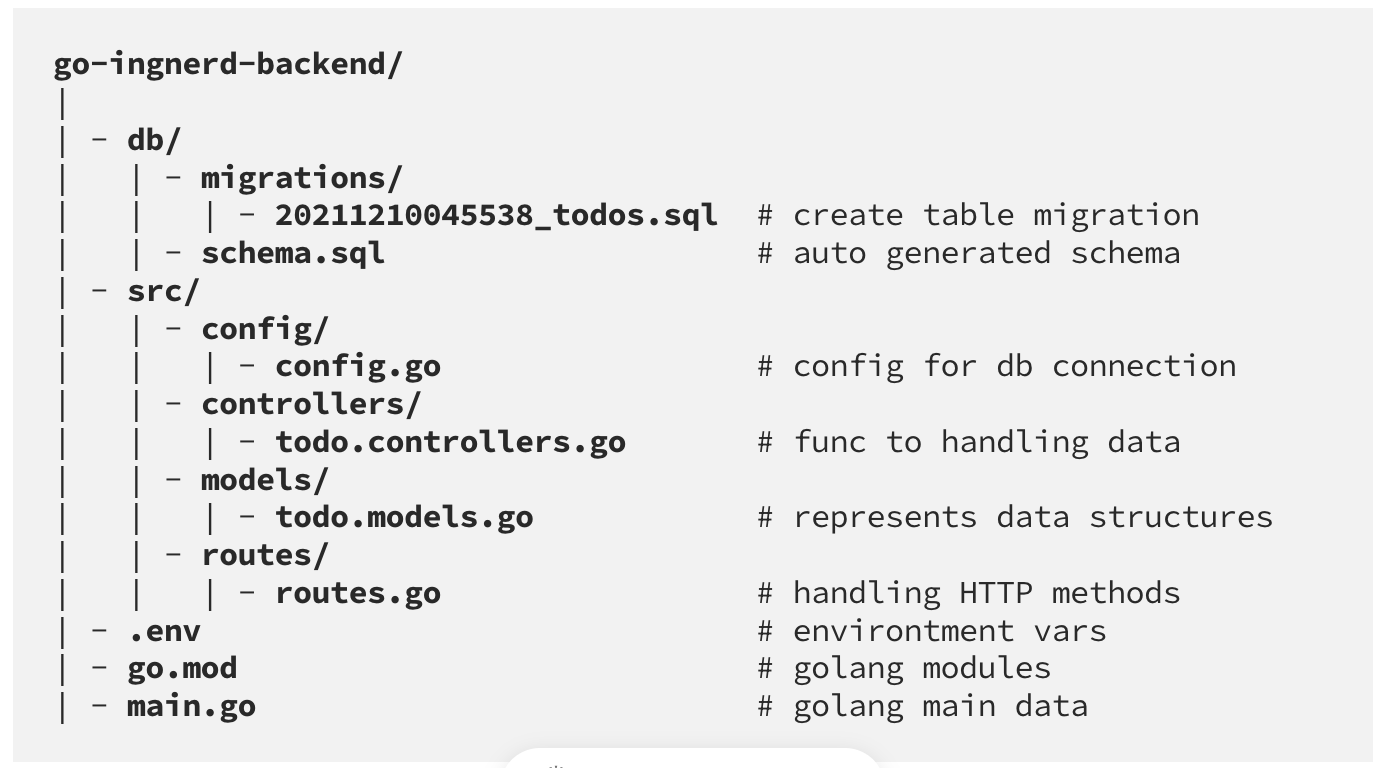 go-ingnerd-backend/
|
| - db/
|   | - migrations/
|   |   | - 20211210045538_todos.sql  # create table migration
|   | - schema.sql                    # auto generated schema
| - src/
|   | - config/
|   |   | - config.go                 # config for db connection
|   | - controllers/
|   |   | - todo.controllers.go       # func to handling data
|   | - models/
|   |   | - todo.models.go            # represents data structures
|   | - routes/
|   |   | - routes.go                 # handling HTTP methods
| - .env                              # environtment vars
| - go.mod                            # golang modules
| - main.go                           # golang main data